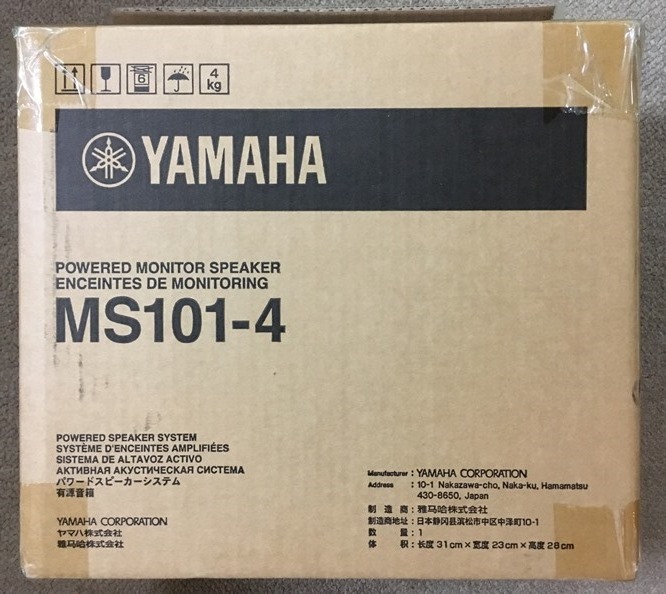 6
4
kg
YAMAHA
POWERED MONITOR SPEAKER
ENCEINTES DE MONITORING
MS101-4
POWERED SPEAKER SYSTEM
SYSTÈME D'ENCEINTES AMPLIFIÉES
SISTEMA DE ALTAVOZ ACTIVO
АКТИВНАЯ АКУСТИЧЕСКАЯ СИСТЕМА
パワードスピーカーシステム
有源音箱
YAMAHA CORPORATION
ヤマハ株式会社
雅马哈株式会社
Manufacturer : YAMAHA CORPORATION
Address : 10-1 Nakazawa-cho, Naka-ku, Hamamatsu
430-8650, Japan
制 造 商 : 雅马哈株式会社
制造商地址 : 日本静冈县滨松市中区中泽町10-1
数 量 : 1
体 积 : 长度 31cm × 宽度 23cm × 高度 28cm